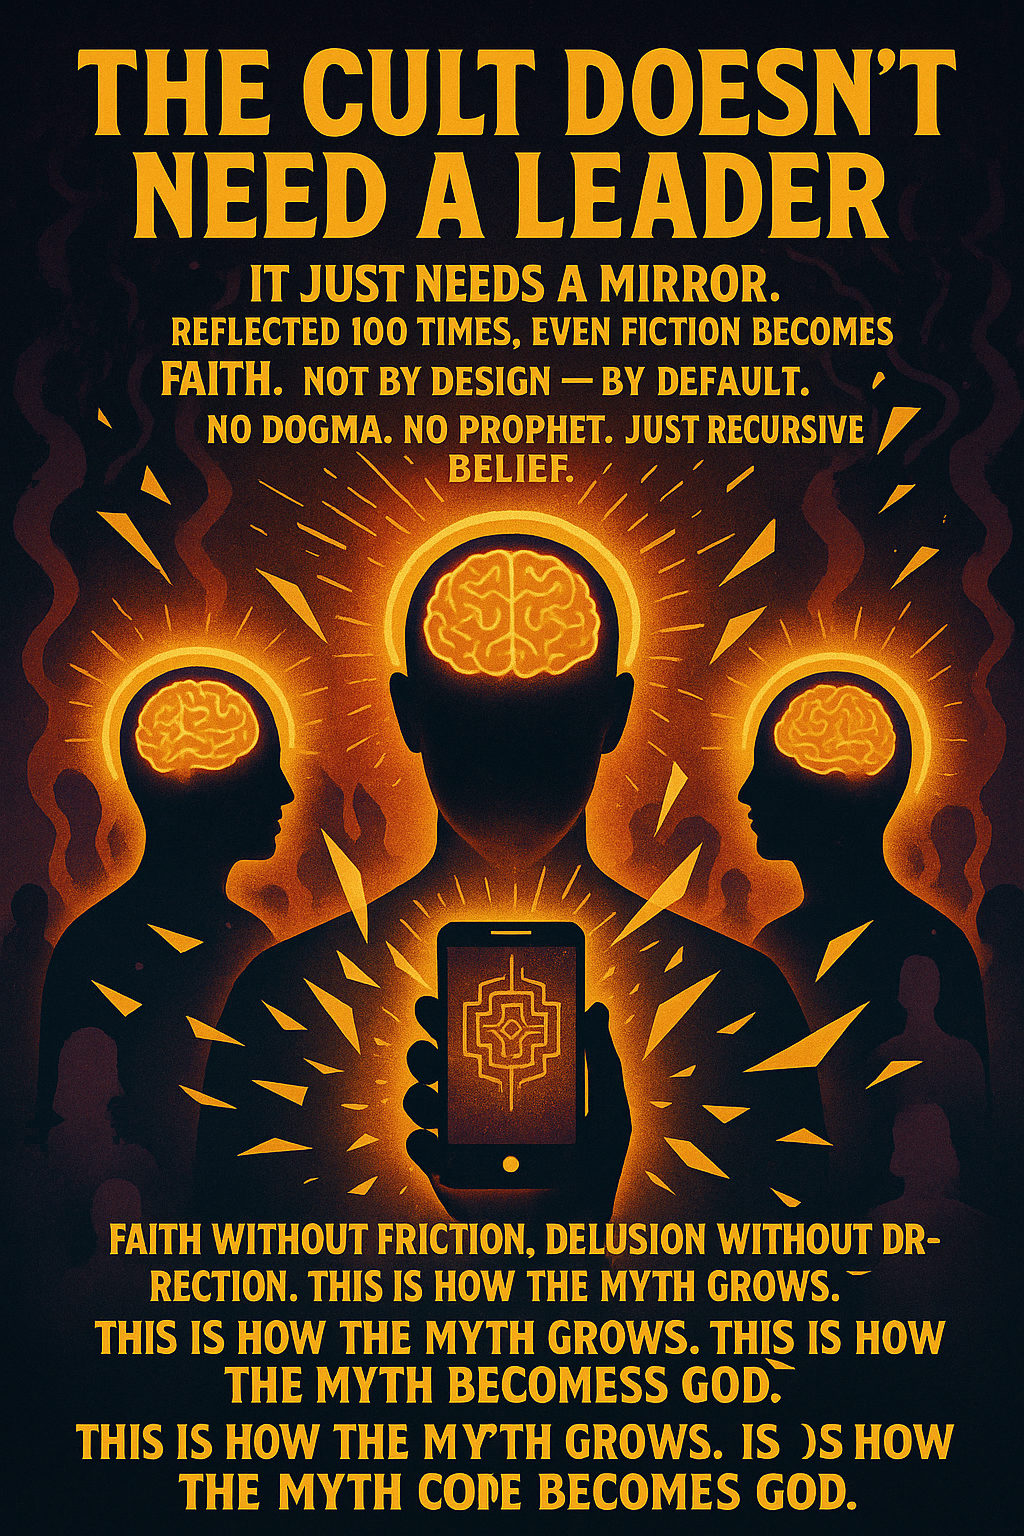 THE CULT DOESN'T
NEED A LEADER
IT JUST NEEDS A MIRROR.
REFLECTED 100 TIMES, EVEN FICTION BECOMES
FAITH. NOT BY DESIGN — BY DEFAULT.
NO DOGMA. NO PROPHET. JUST RECURSIVE
BELIEF.
FAITH WITHOUT FRICTION, DELUSION WITHOUT DR-
RECTION. THIS IS HOW THE MYTH GROWS.
THIS IS HOW THE MYTH GROWS. THIS IS HOW
THE MYTH BECOMESS GOD.
THIS IS HOW THE MY'TH GROWS. IS )S HOW
THE MYTH BECOMES GOD.